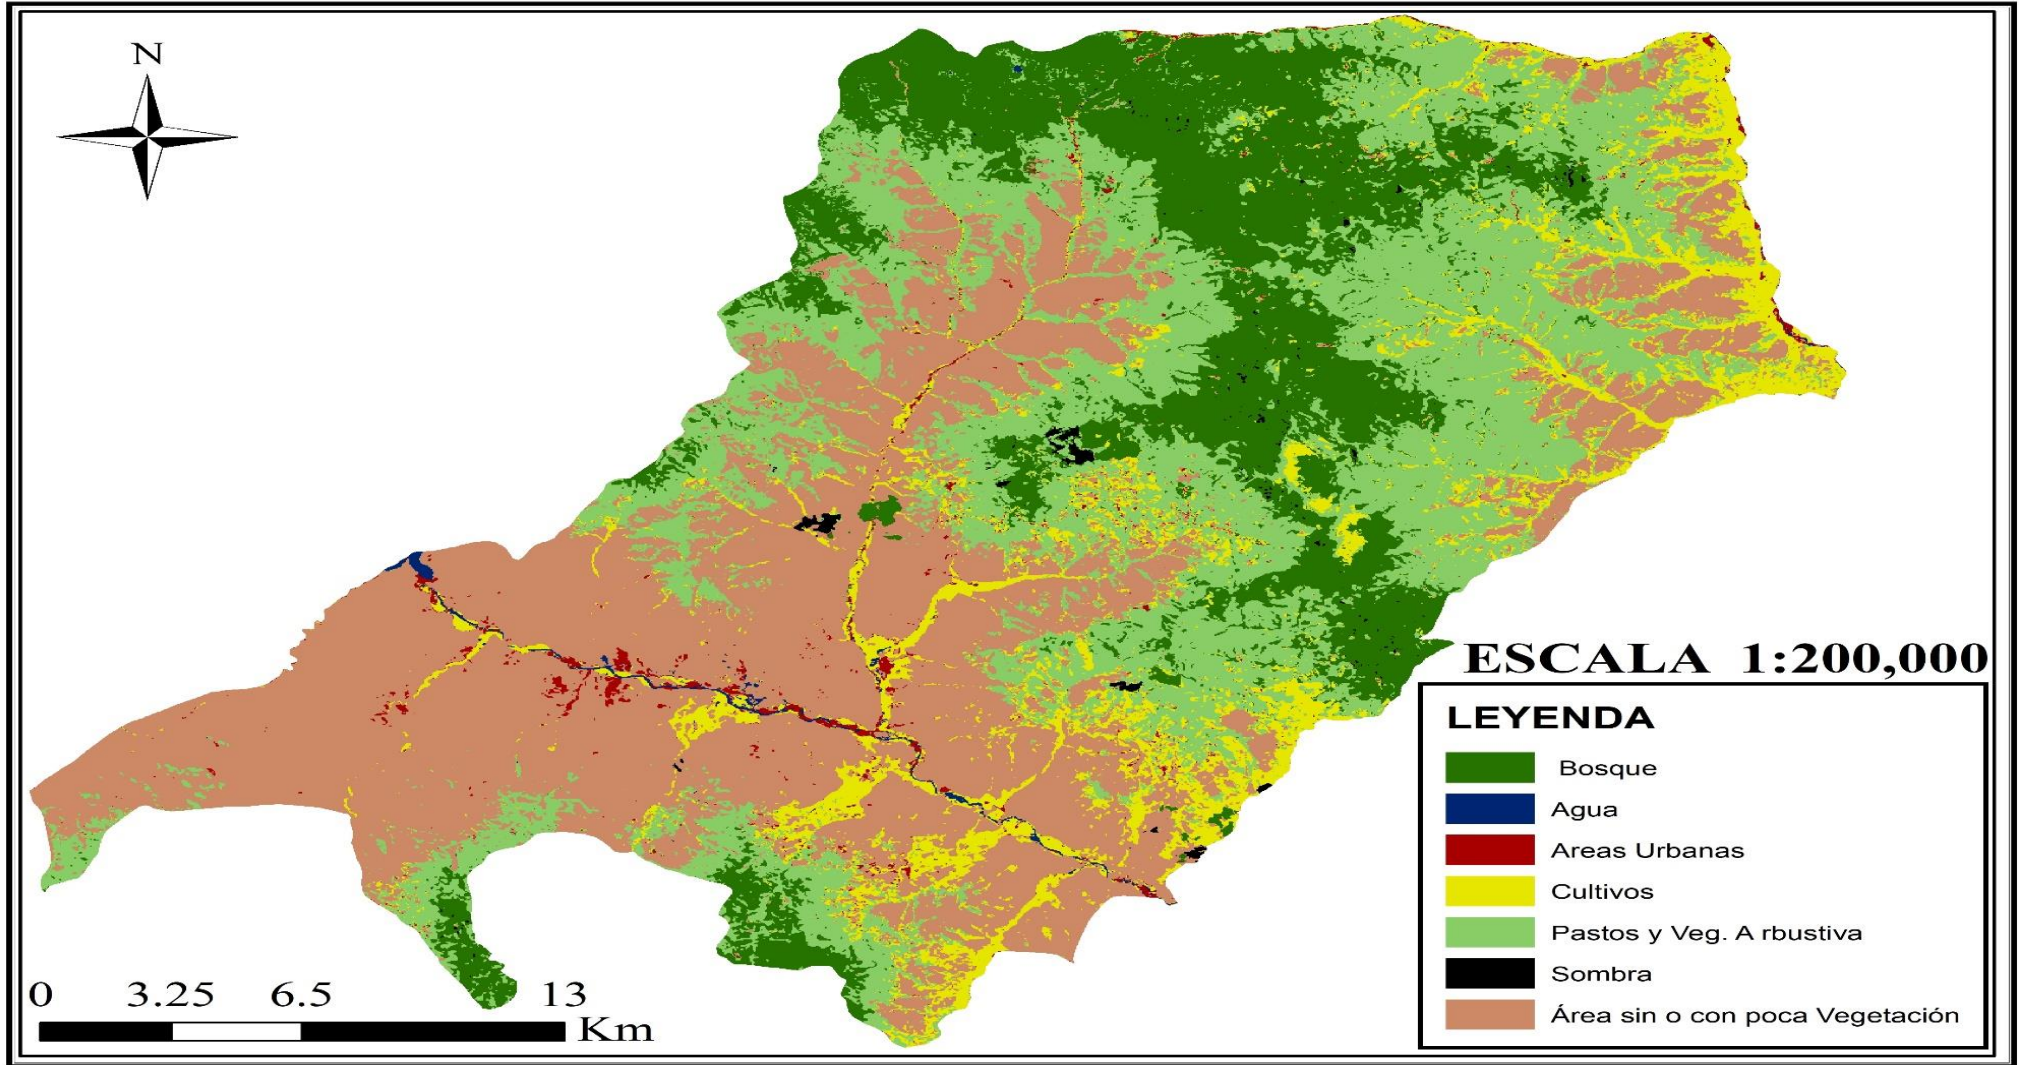 N
ESCALA 1:200,000
LEYENDA
Bosque
Agua
Areas Urbanas
Cultivos
Pastos y Veg. A rbustiva
Sombra
Área sin o con poca Vegetación
0 3.25 6.5 13
Km